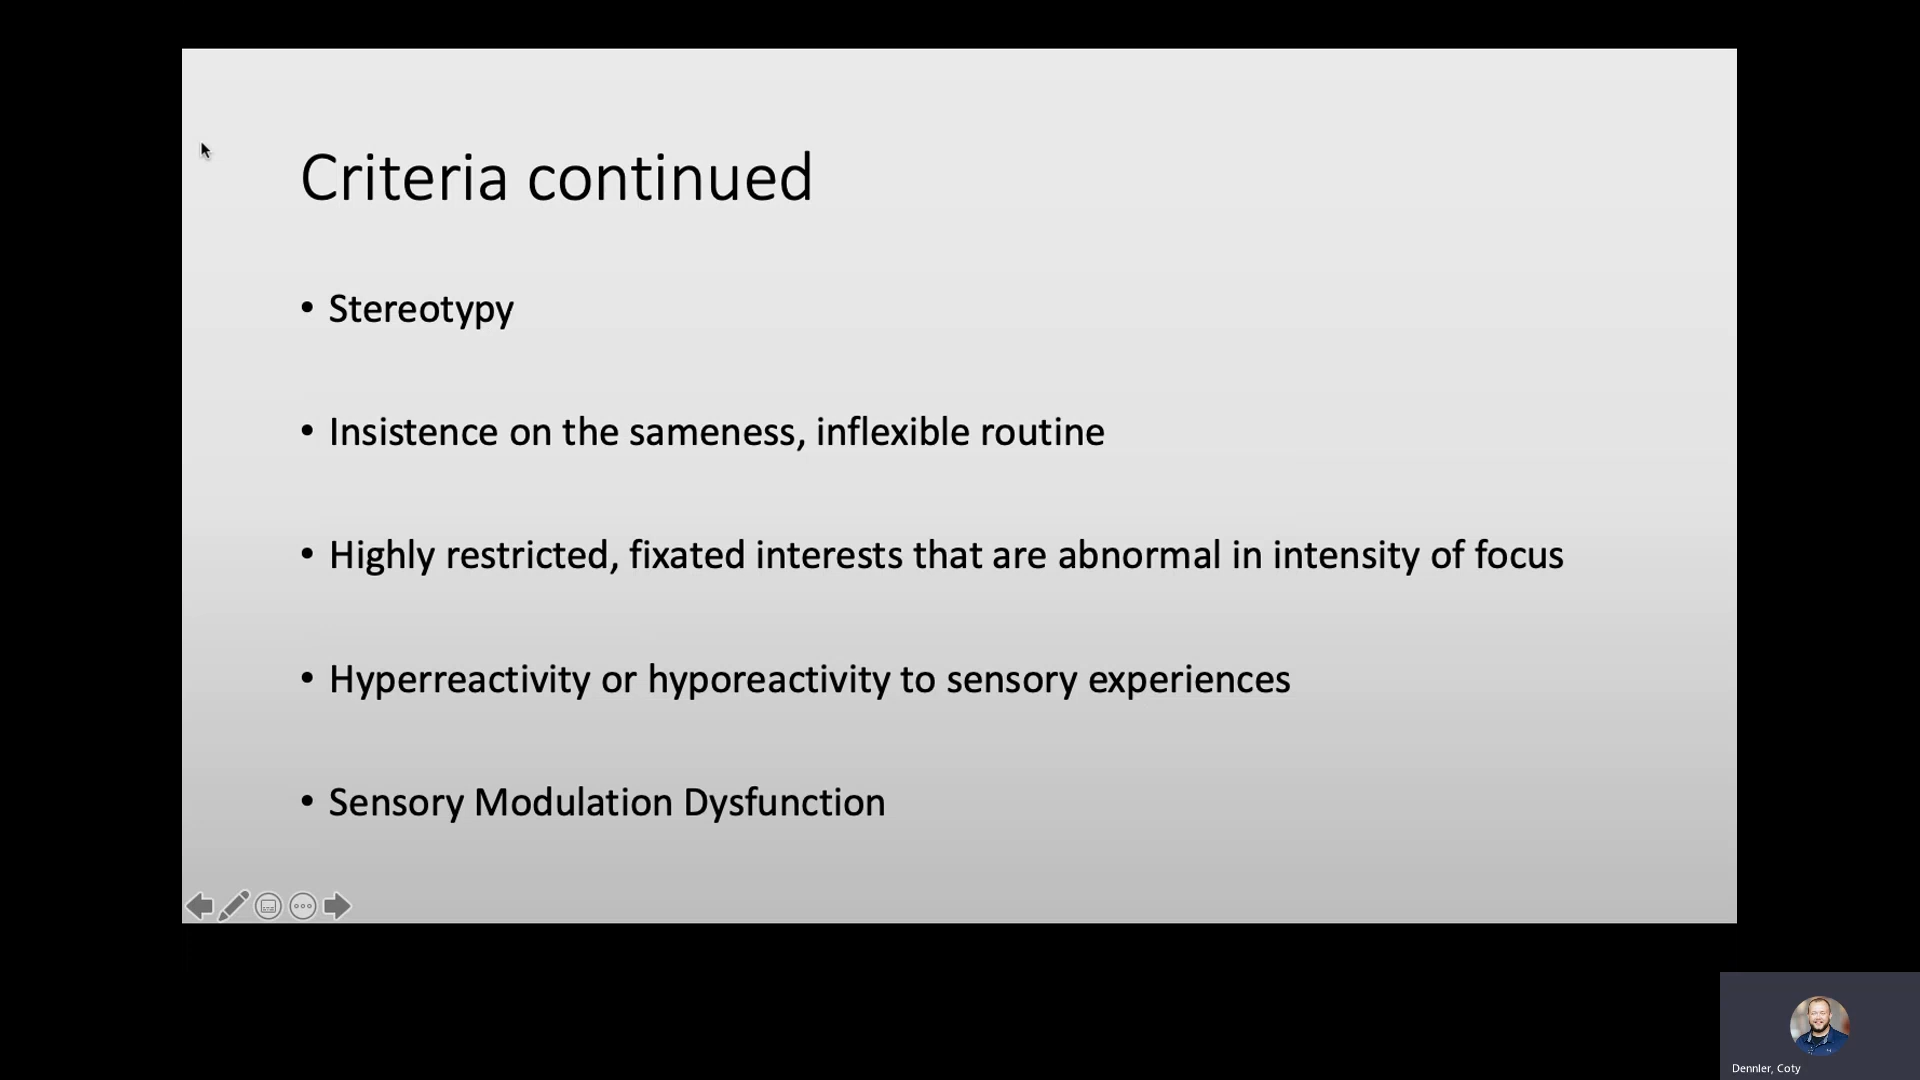 Criteria continued
• Stereotypy
• Insistence on the sameness, inflexible routine
• Highly restricted, fixated interests that are abnormal in intensity of focus
• Hyperreactivity or hyporeactivity to sensory experiences
• Sensory Modulation Dysfunction
Dennler, Coty